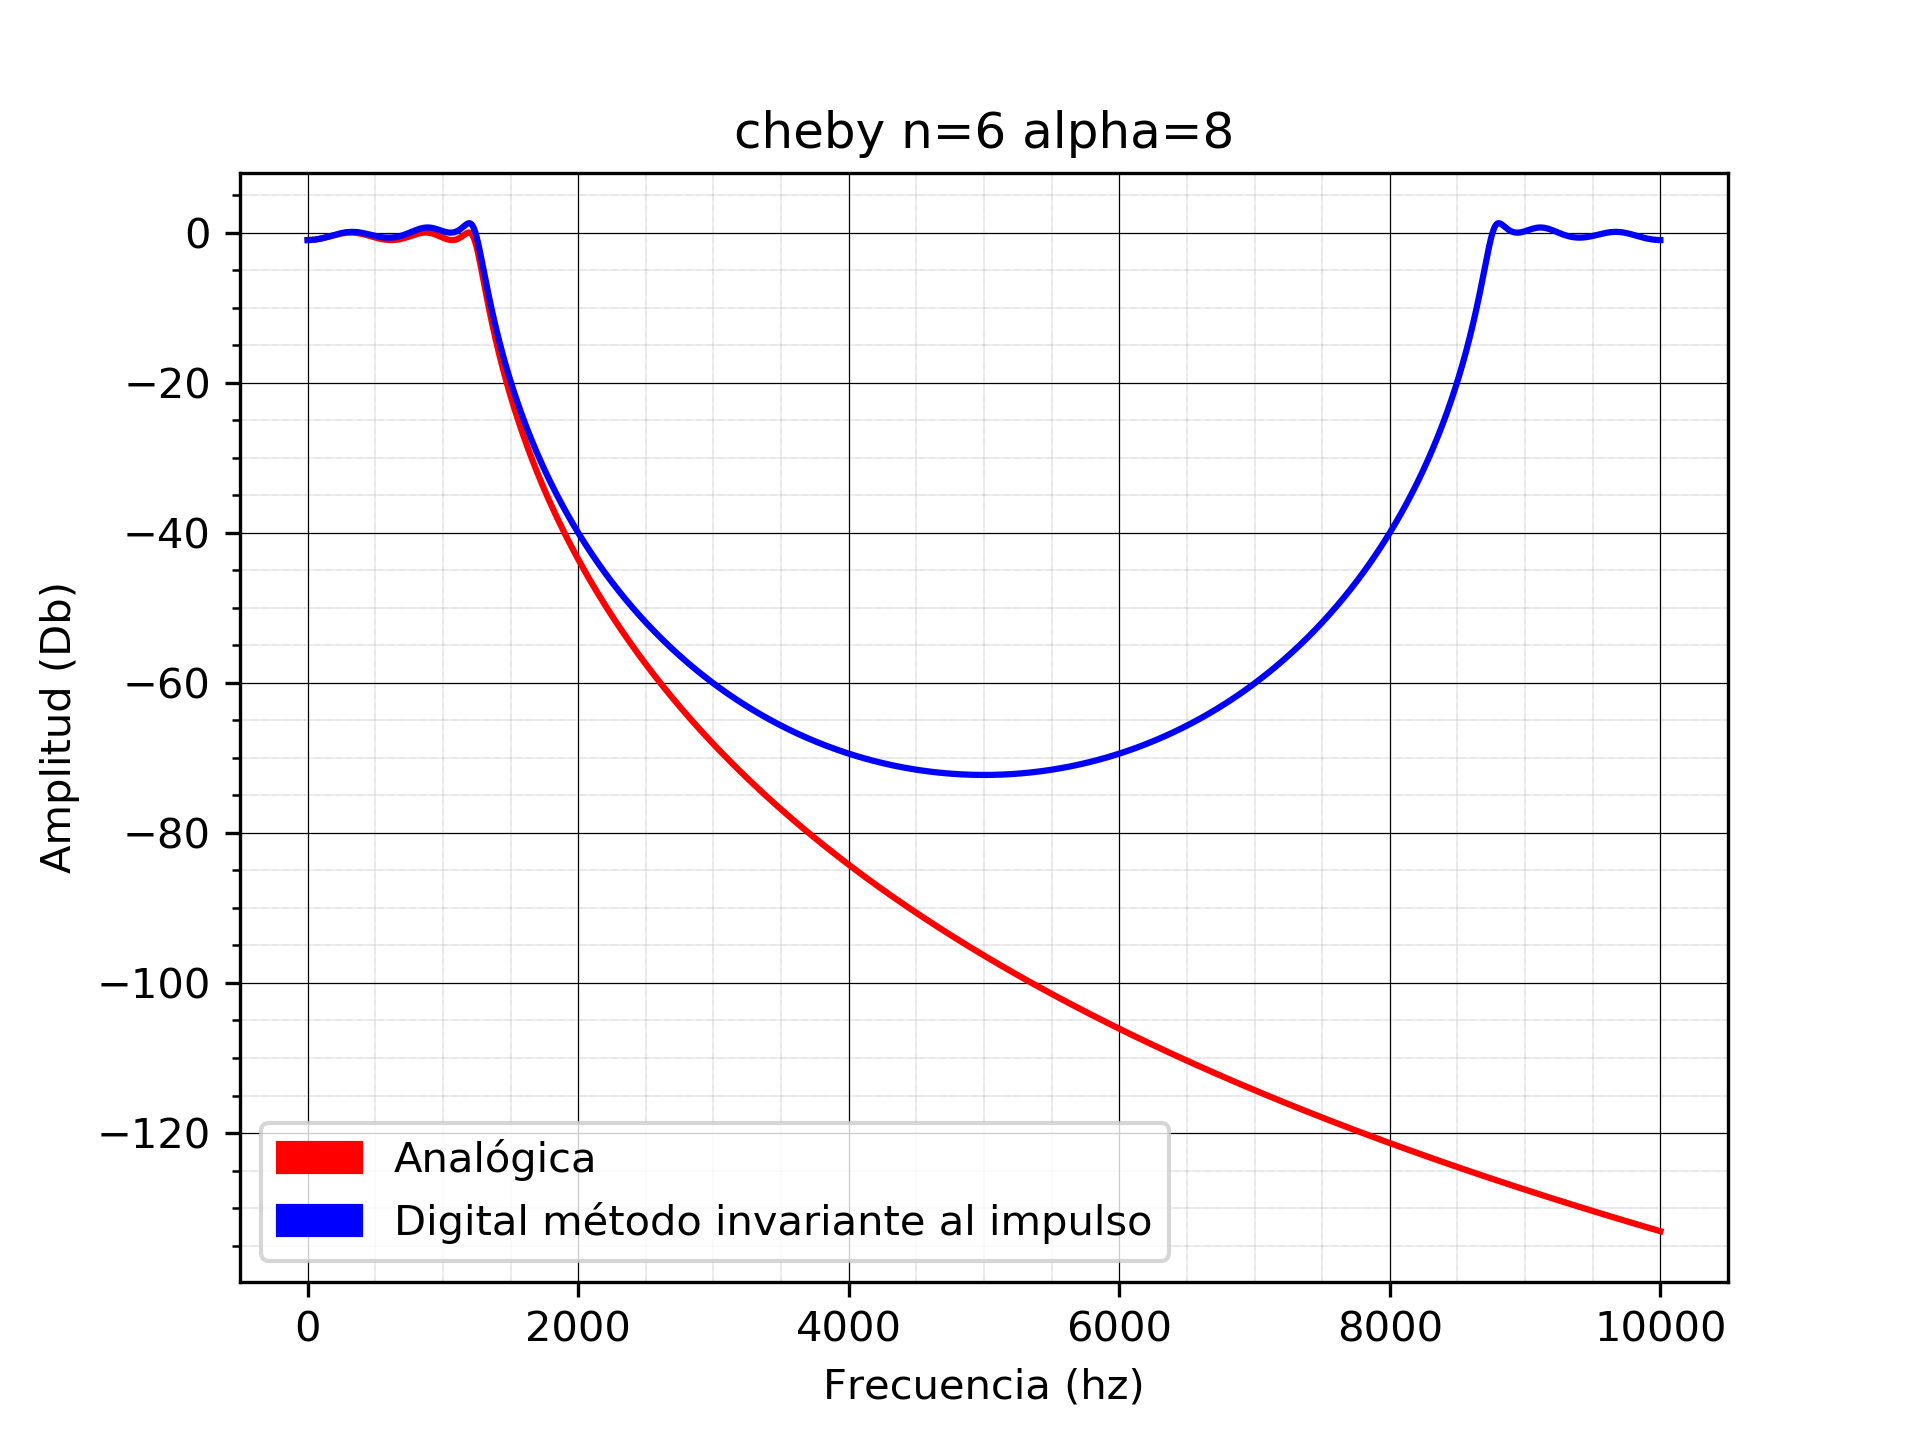 cheby n=6 alpha=8
Amplitud (Db)
0
−20
−40
−60
−80
−100
−120
Analógica
Digital método invariante al impulso
0 2000 4000 6000 8000 10000
Frecuencia (hz)